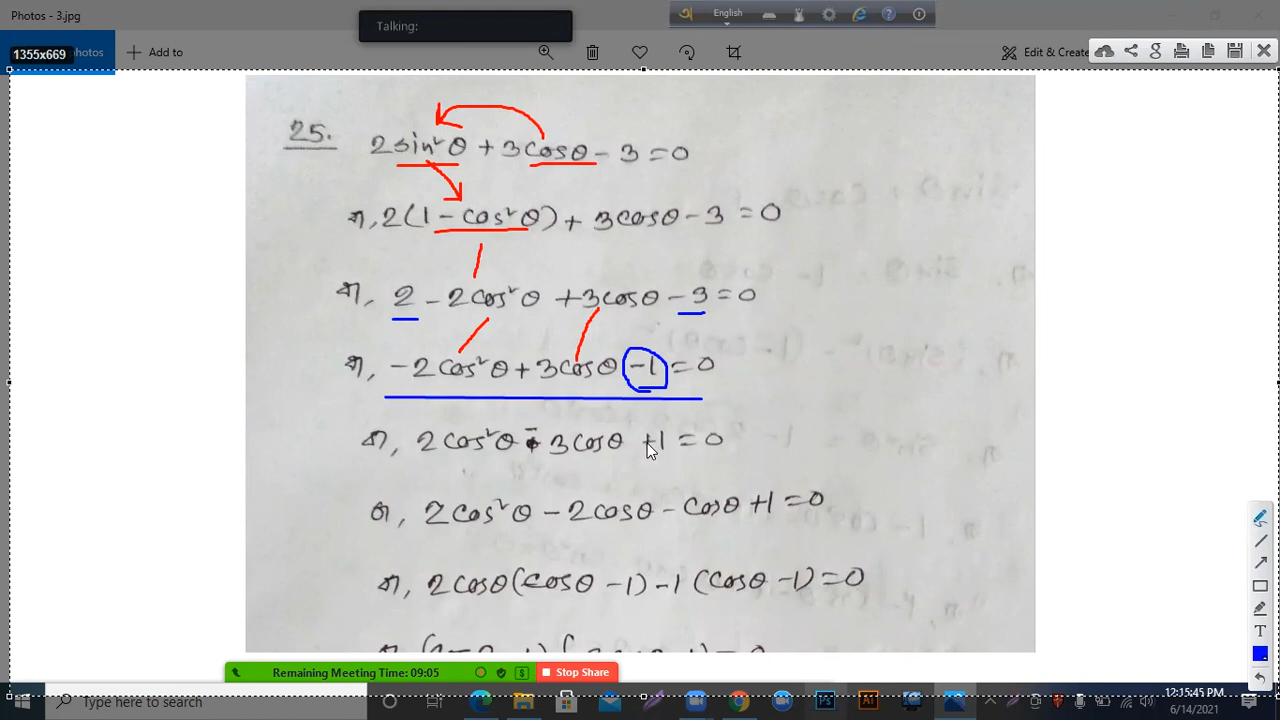 Photos - 3.jpg
Talking:
অ English
1355x669
photos
Add to
Edit & Create
25. 2sin²θ + 3cosθ - 3 = 0
বা, 2(1 - cos²θ) + 3cosθ - 3 = 0
বা, 2 - 2cos²θ + 3cosθ - 3 = 0
বা, -2cos²θ + 3cosθ -1 = 0
বা, 2cos²θ - 3cosθ +1 = 0
বা, 2cos²θ - 2cosθ - cosθ +1 = 0
বা, 2cosθ(cosθ -1) -1 (cosθ -1) = 0
Remaining Meeting Time: 09:05
Stop Share
Type here to search
12:15:45 PM
6/14/2021